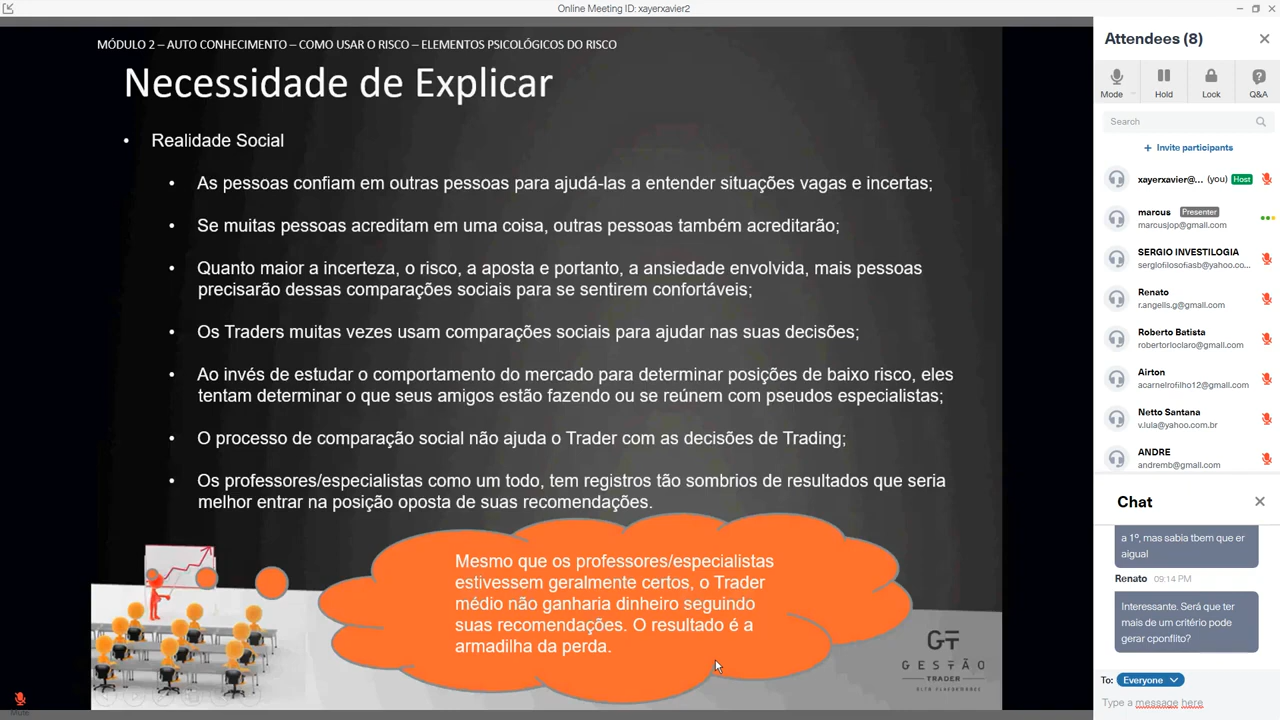 Online Meeting ID: xayerxavier2
MÓDULO 2 – AUTO CONHECIMENTO – COMO USAR O RISCO – ELEMENTOS PSICOLÓGICOS DO RISCO
Necessidade de Explicar
• Realidade Social
• As pessoas confiam em outras pessoas para ajudá-las a entender situações vagas e incertas;
• Se muitas pessoas acreditam em uma coisa, outras pessoas também acreditarão;
• Quanto maior a incerteza, o risco, a aposta e portanto, a ansiedade envolvida, mais pessoas
precisarão dessas comparações sociais para se sentirem confortáveis;
• Os Traders muitas vezes usam comparações sociais para ajudar nas suas decisões;
• Ao invés de estudar o comportamento do mercado para determinar posições de baixo risco, eles
tentam determinar o que seus amigos estão fazendo ou se reúnem com pseudos especialistas;
• O processo de comparação social não ajuda o Trader com as decisões de Trading;
• Os professores/especialistas como um todo, tem registros tão sombrios de resultados que seria
melhor entrar na posição oposta de suas recomendações.
Mesmo que os professores/especialistas
estivessem geralmente certos, o Trader
médio não ganharia dinheiro seguindo
suas recomendações. O resultado é a
armadilha da perda.
GT
GESTÃO
TRADER
ALTA PLAGORDADES
Mute
Attendees (8)
Mode
Hold
Lock
Q&A
Search
+ Invite participants
xayerxavier@... (you) Host
marcus Presenter
marcusjop@gmail.com
SERGIO INVESTILOGIA
sergiofilosofiasb@yahoo.co...
Renato
r.angelis.g@gmail.com
Roberto Batista
robertorioclaro@gmail.com
Airton
acarneirofilho12@gmail.com
Netto Santana
v.lula@yahoo.com.br
ANDRE
andremb@gmail.com
Chat
a 1º, mas sabia tbem que er
aigual
Renato 09:14 PM
Interessante. Será que ter
mais de um critério pode
gerar cponflito?
To: Everyone
Type a message here